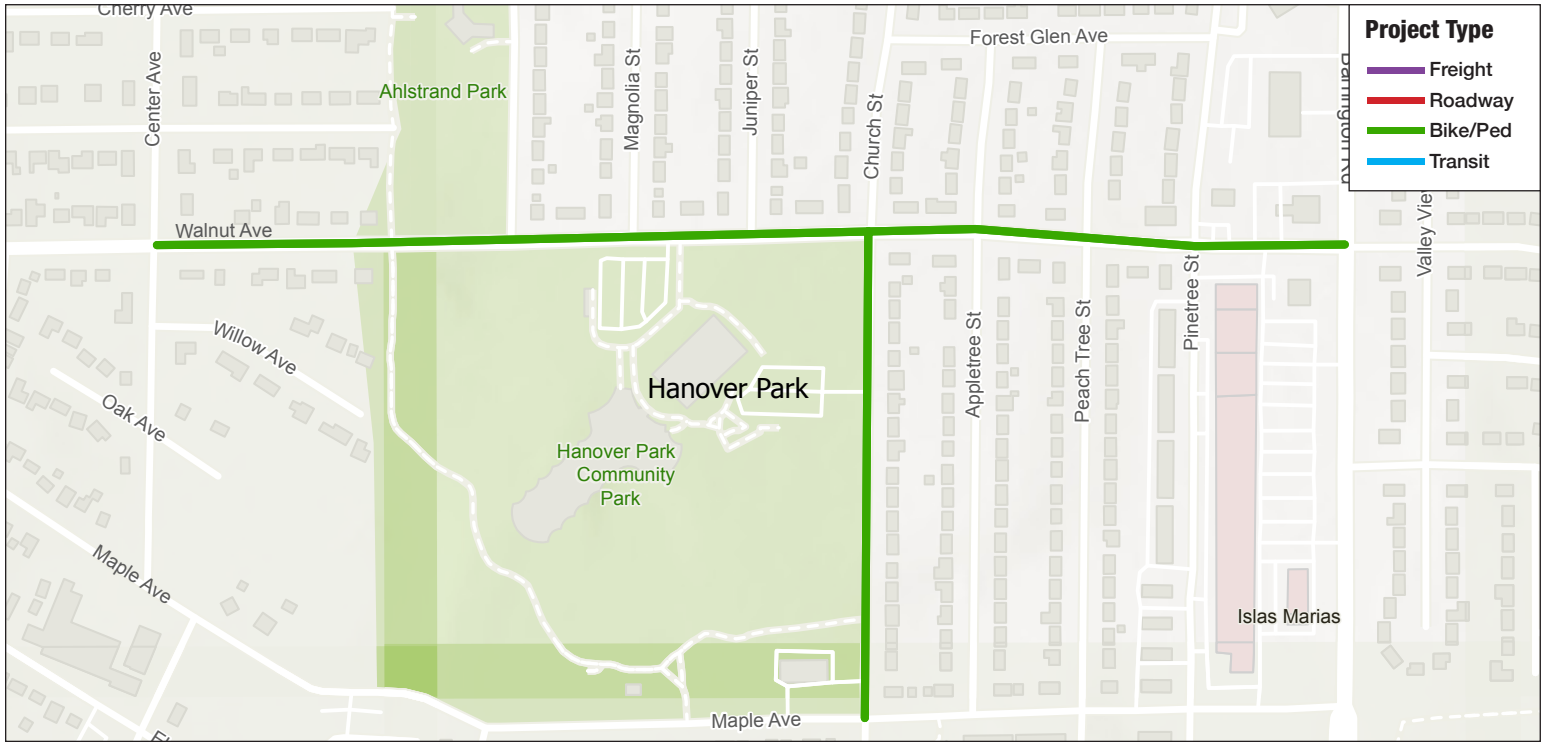 Cherry Ave
Center Ave
Ahlstrand Park
Magnolia St
Juniper St
Church St
Forest Glen Ave
Barrington Rd
Project Type
Freight
Roadway
Bike/Ped
Transit
Walnut Ave
Valley View
Willow Ave
Oak Ave
Hanover Park
Hanover Park
Community
Park
Appletree St
Peach Tree St
Pinetree St
Maple Ave
Islas Marias
Maple Ave